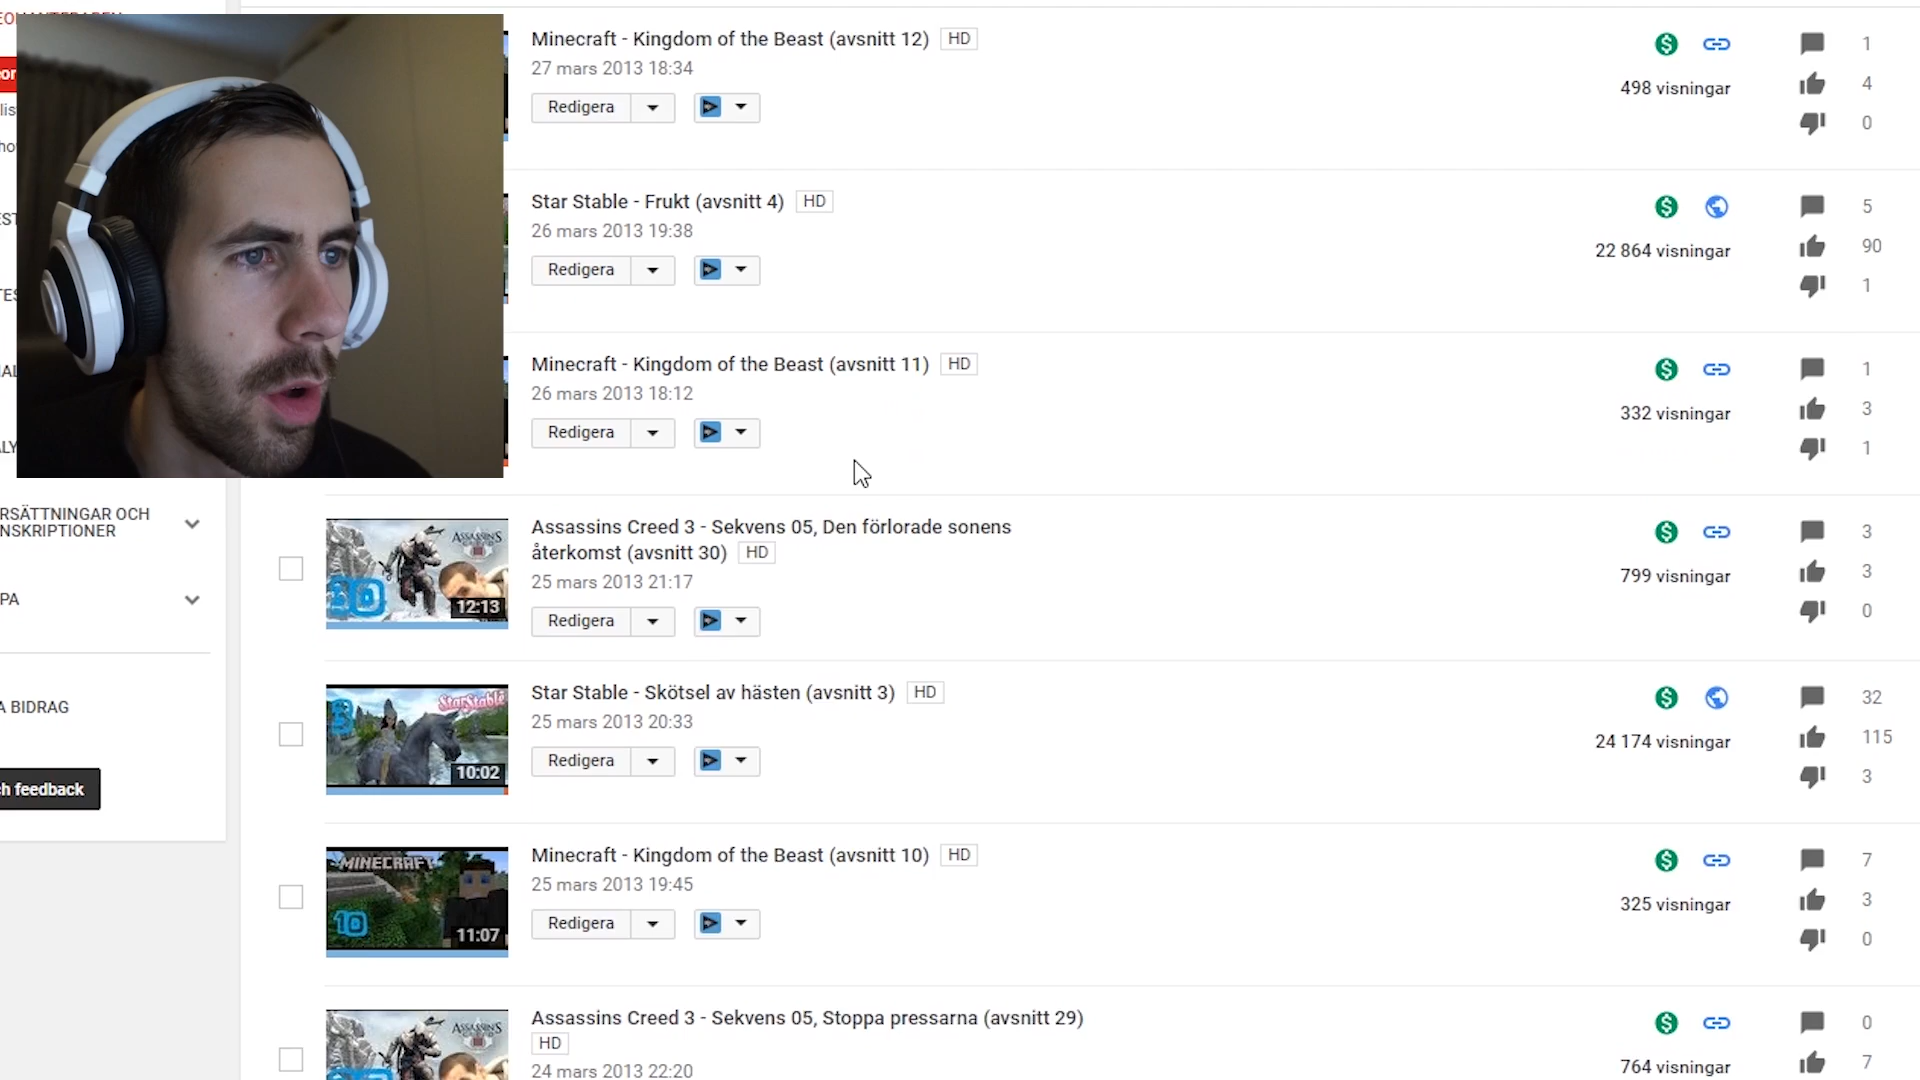 Minecraft - Kingdom of the Beast (avsnitt 12) HD
27 mars 2013 18:34
Redigera
498 visningar
1
4
0
Star Stable - Frukt (avsnitt 4) HD
26 mars 2013 19:38
Redigera
22 864 visningar
5
90
1
Minecraft - Kingdom of the Beast (avsnitt 11) HD
26 mars 2013 18:12
Redigera
332 visningar
1
3
1
RSÄTTNINGAR OCH
NSKRIPTIONER
PA
A BIDRAG
h feedback
Assassins Creed 3 - Sekvens 05, Den förlorade sonens
återkomst (avsnitt 30) HD
25 mars 2013 21:17
Redigera
799 visningar
3
3
0
ASSASSINS
30
12:13
Star Stable - Skötsel av hästen (avsnitt 3) HD
25 mars 2013 20:33
Redigera
24 174 visningar
32
115
3
StarStable
3
10:02
Minecraft - Kingdom of the Beast (avsnitt 10) HD
25 mars 2013 19:45
Redigera
325 visningar
7
3
0
MINECRAFT
10
11:07
Assassins Creed 3 - Sekvens 05, Stoppa pressarna (avsnitt 29)
HD
24 mars 2013 22:20
764 visningar
0
7
ASSASSINS